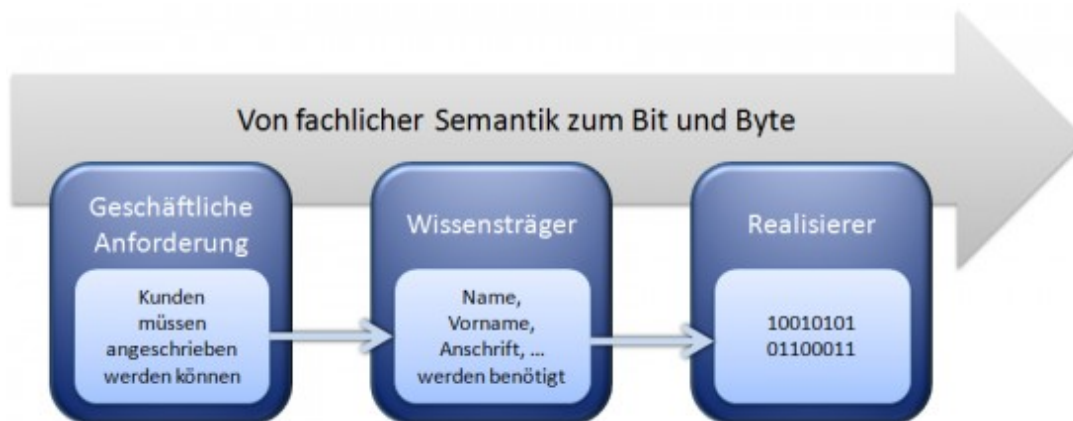 Von fachlicher Semantik zum Bit und Byte
Geschäftliche
Anforderung
Kunden
müssen
angeschrieben
werden können
Wissensträger
Name,
Vorname,
Anschrift, ...
werden benötigt
Realisierer
10010101
01100011